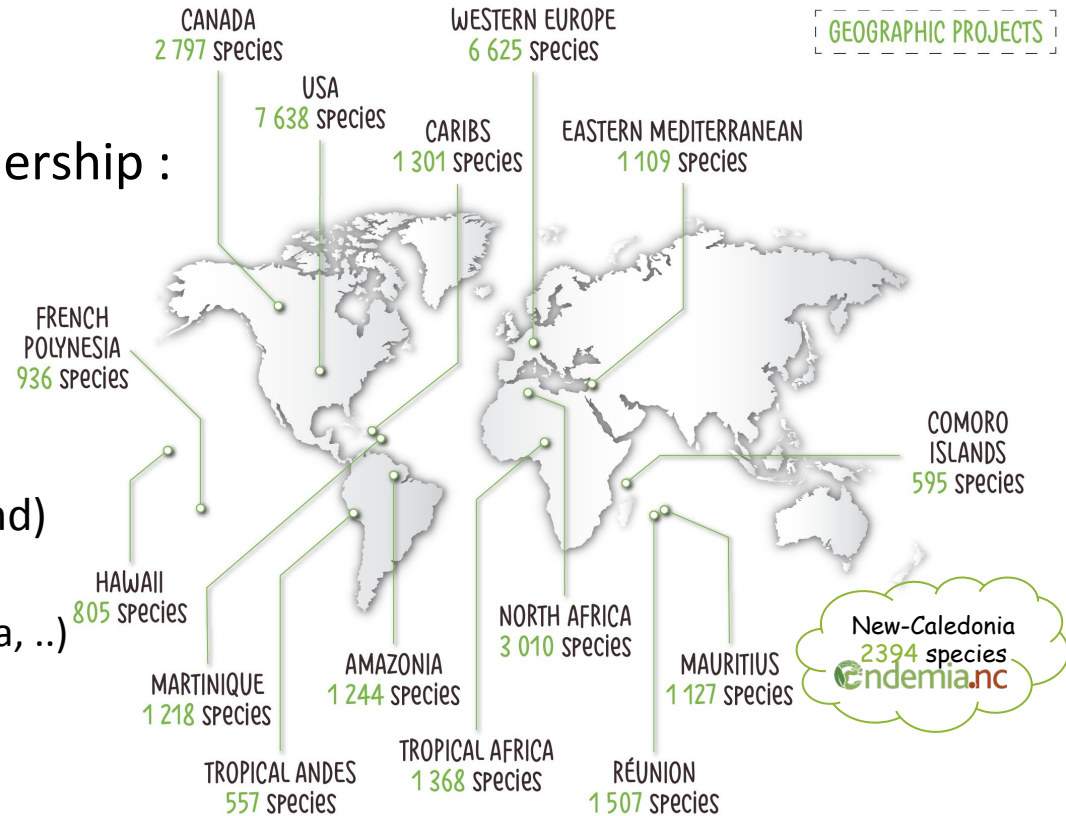 CANADA
2 797 species
WESTERN EUROPE
6 625 species
GEOGRAPHIC PROJECTS
USA
7 638 species
CARIBS
1 301 species
EASTERN MEDITERRANEAN
1 109 species
ership :
FRENCH
POLYNESIA
936 species
COMORO
ISLANDS
595 species
nd)
HAWAII
805 species
a, ..)
NORTH AFRICA
3 010 species
New-Caledonia
2394 species
endemia.nc
AMAZONIA
1 244 species
MAURITIUS
1 127 species
MARTINIQUE
1 218 species
TROPICAL AFRICA
1 368 species
TROPICAL ANDES
557 species
RÉUNION
1 507 species